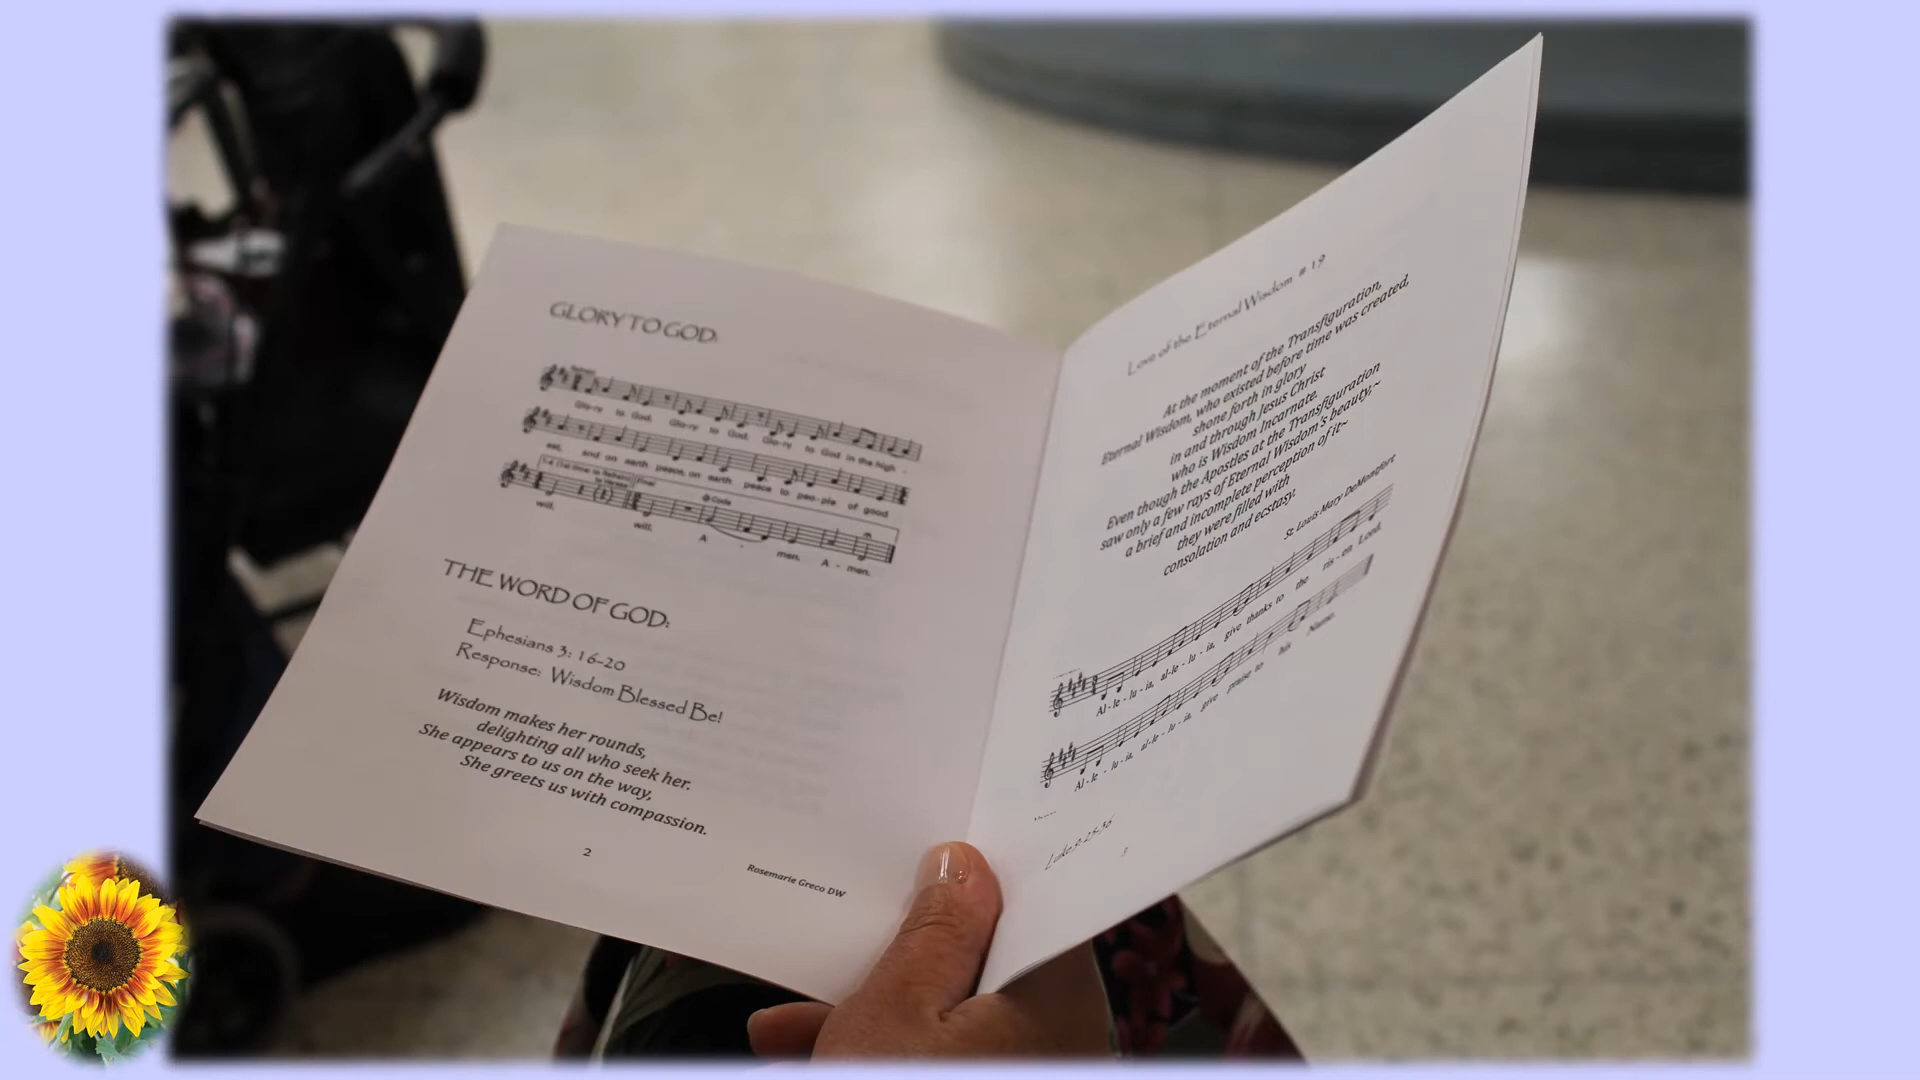 GLORY TO GOD:
Refrain
Glo-ry to God, Glo-ry to God, Glo-ry to God in the high -
est, and on earth peace, on earth peace to peo-ple of good
Final
Coda
will. will. A - men. A - men.
THE WORD OF GOD:
Ephesians 3: 16-20
Response: Wisdom Blessed Be!
Wisdom makes her rounds,
delighting all who seek her.
She appears to us on the way,
She greets us with compassion.
2
Rosemarie Greco DW
Love of the Eternal Wisdom # 19
At the moment of the Transfiguration,
Eternal Wisdom, who existed before time was created,
shone forth in glory
in and through Jesus Christ
who is Wisdom Incarnate.
Even though the Apostles at the Transfiguration
saw only a few rays of Eternal Wisdom's beauty,~
a brief and incomplete perception of it~
they were filled with
consolation and ecstasy.
St. Louis Mary DeMontfort
Al - le - lu - ia, al-le - lu - ia, give thanks to the ris - en Lord.
Al - le - lu - ia, al-le - lu - ia, give praise to his Name.
Luke 9: 28-36
3